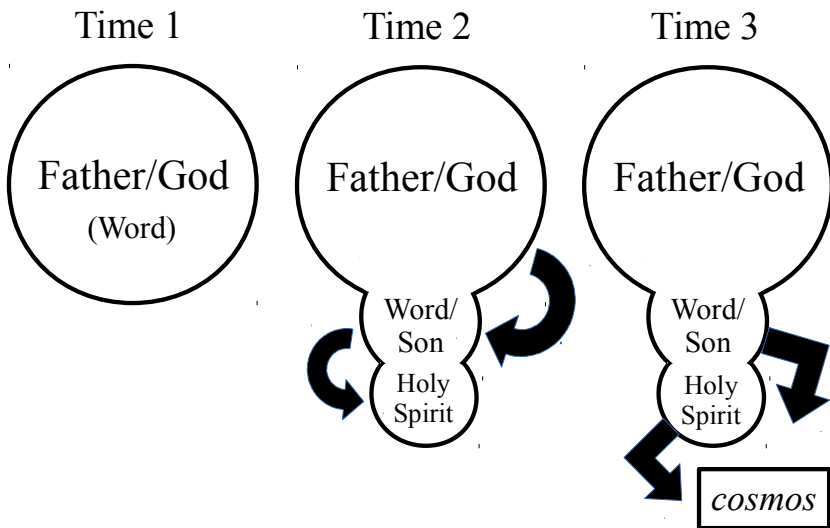 Time 1
Father/God
(Word)
Time 2
Father/God
Word/
Son
Holy
Spirit
Time 3
Father/God
Word/
Son
Holy
Spirit
cosmos